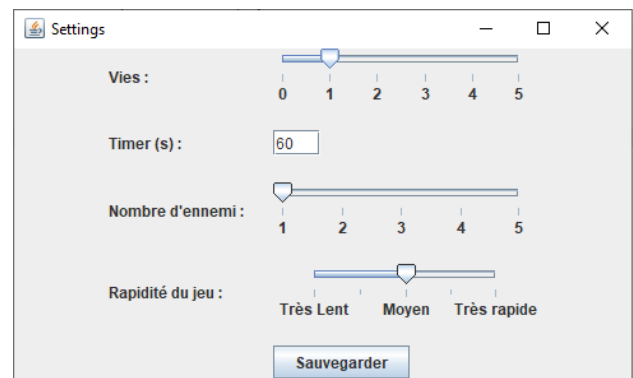 Settings
Vies :
0 1 2 3 4 5
Timer (s) : 60
Nombre d'ennemi :
1 2 3 4 5
Rapidité du jeu :
Très Lent Moyen Très rapide
Sauvegarder